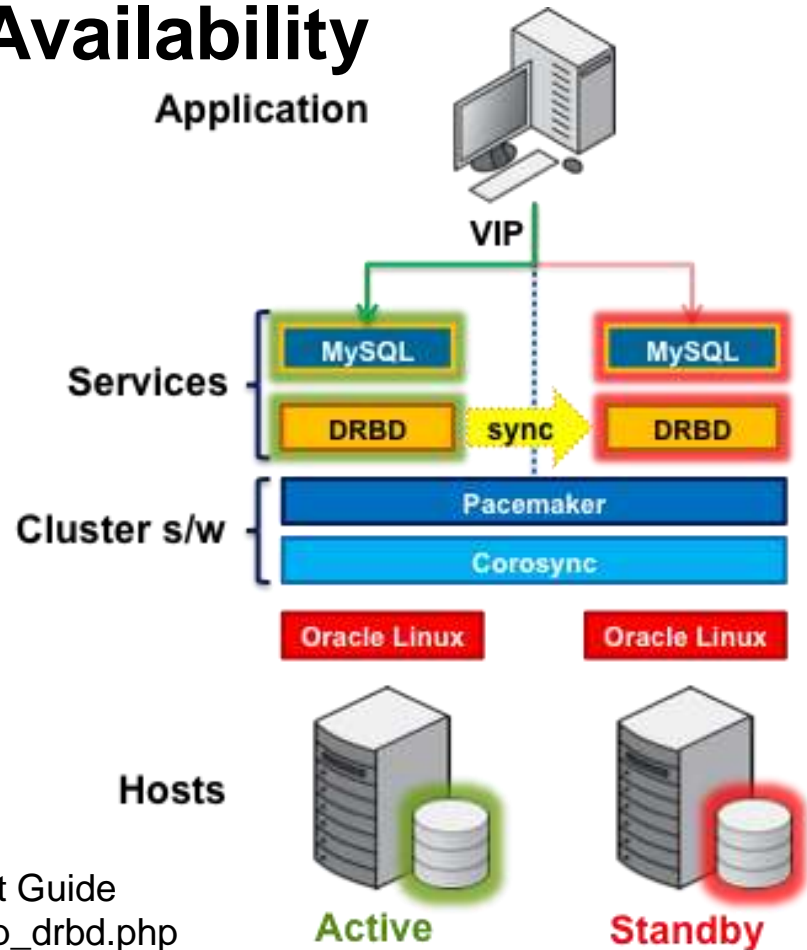 Availability
Application
VIP
MySQL MySQL
Services
DRBD sync DRBD
Pacemaker
Cluster s/w
Corosync
Oracle Linux Oracle Linux
Hosts
t Guide
o_drbd.php
Active Standby